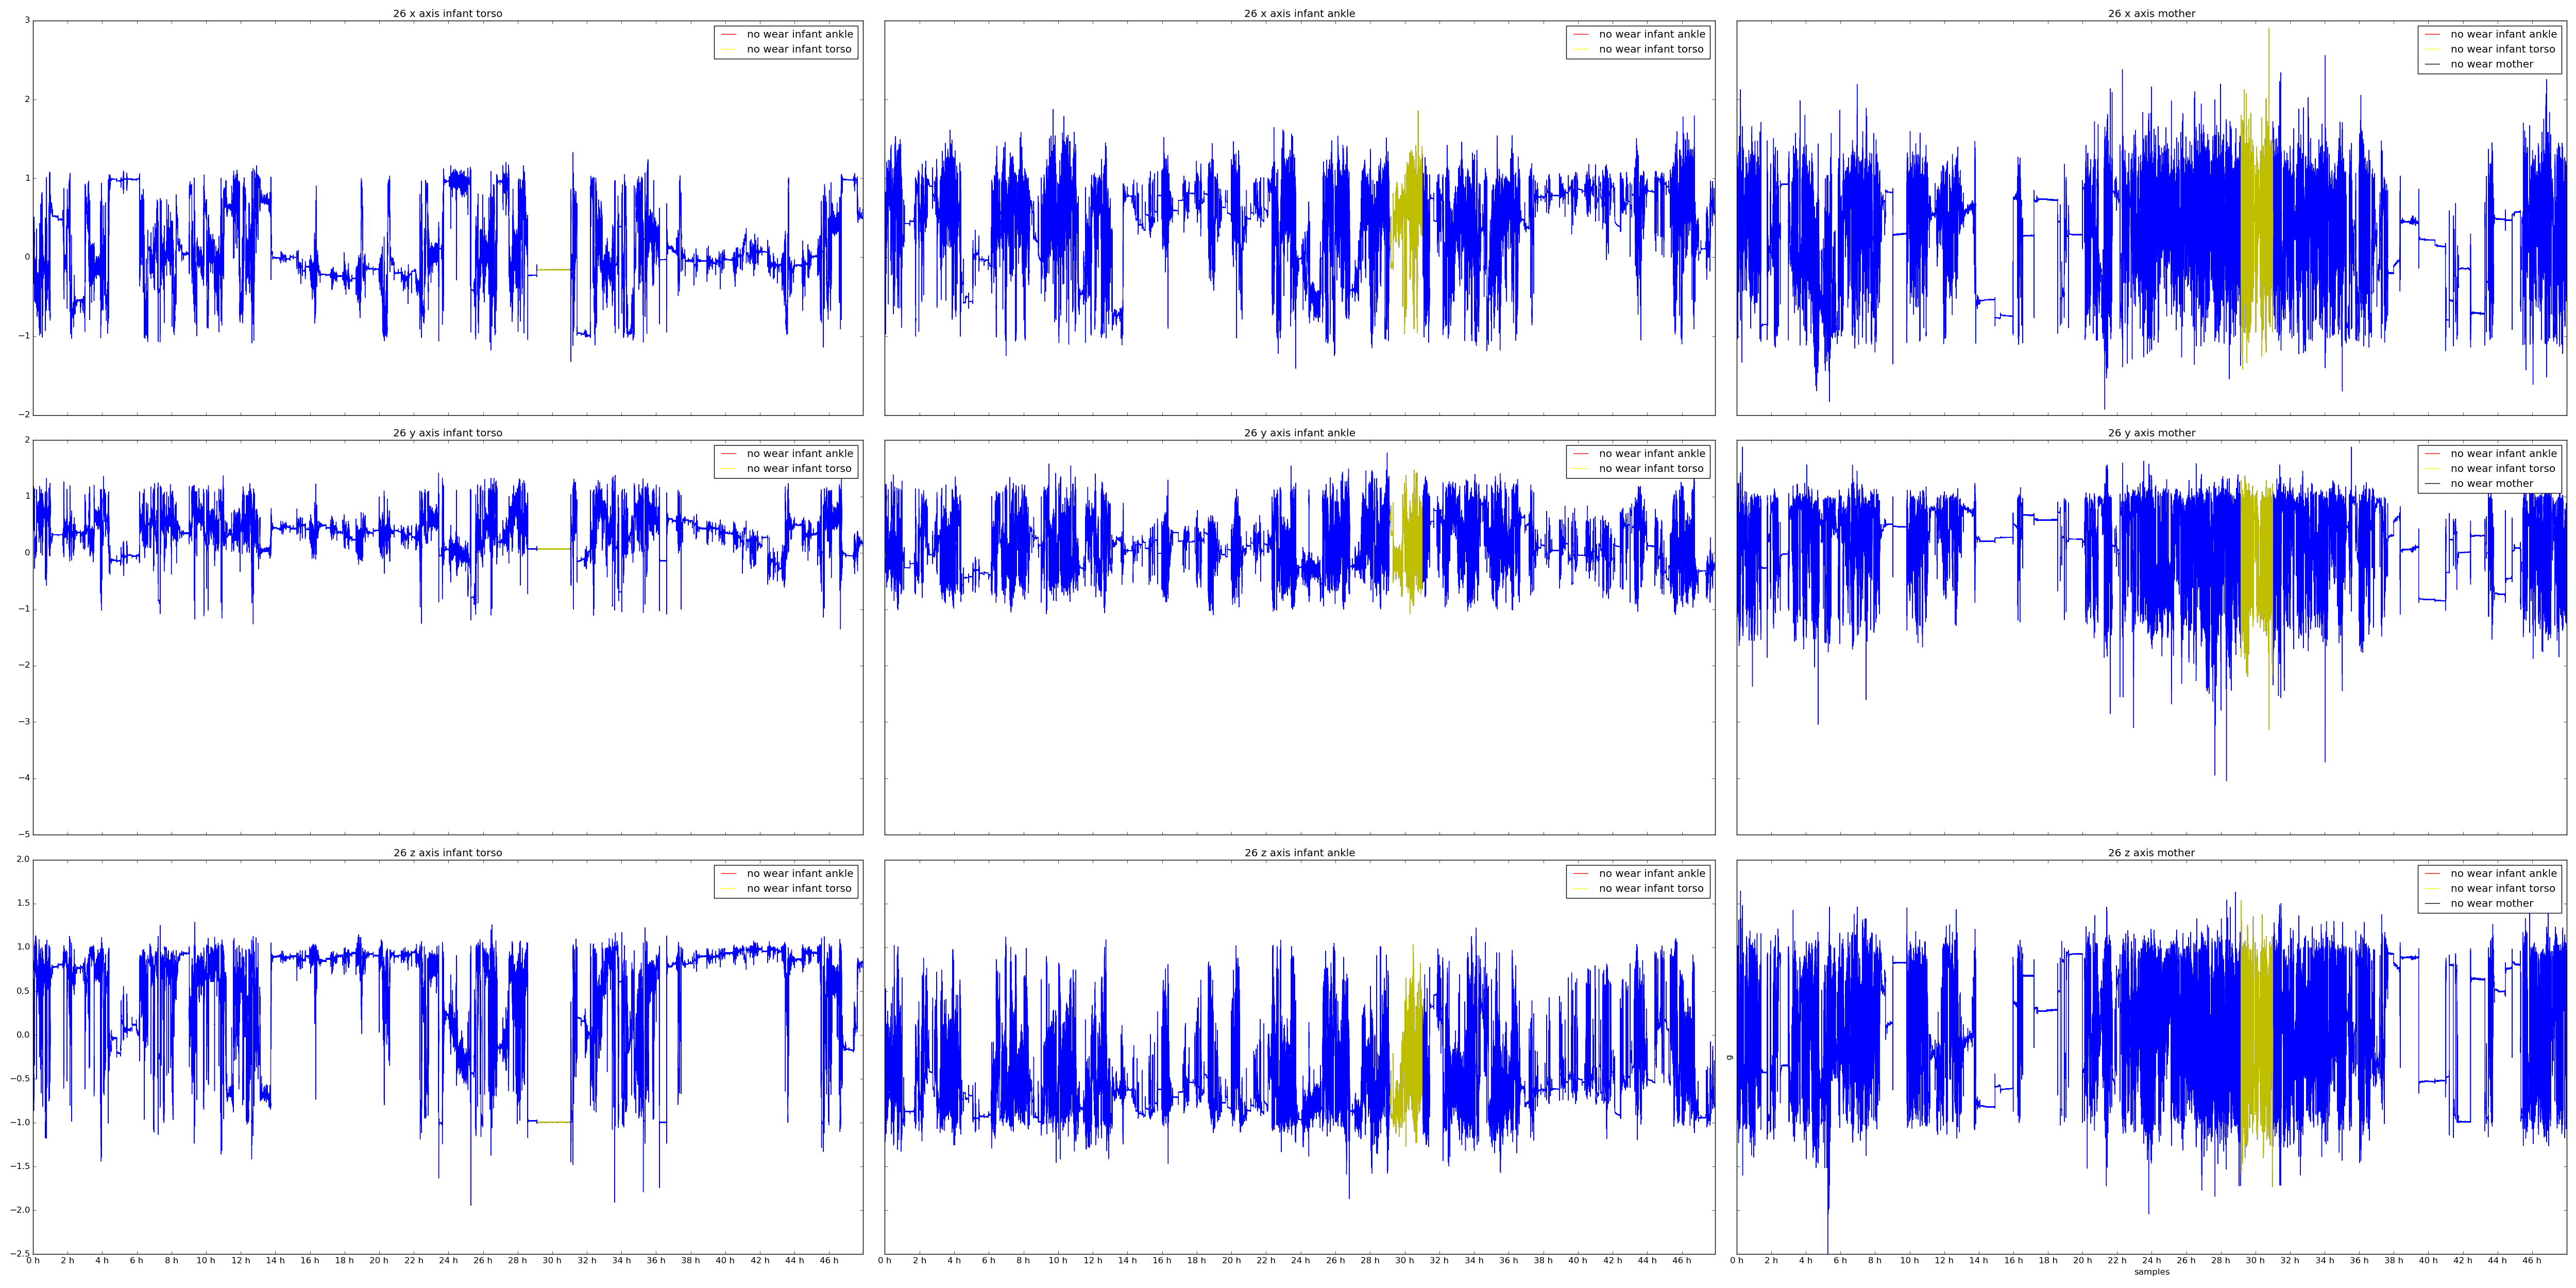 26 x axis infant torso
3
2
1
0
−1
−2
no wear infant ankle
no wear infant torso
26 x axis infant ankle
no wear infant ankle
no wear infant torso
26 x axis mother
no wear infant ankle
no wear infant torso
no wear mother
26 y axis infant torso
2
1
0
−1
−2
−3
−4
−5
no wear infant ankle
no wear infant torso
26 y axis infant ankle
no wear infant ankle
no wear infant torso
26 y axis mother
no wear infant ankle
no wear infant torso
no wear mother
26 z axis infant torso
2.0
1.5
1.0
0.5
0.0
−0.5
−1.0
−1.5
−2.0
−2.5
no wear infant ankle
no wear infant torso
0 h 2 h 4 h 6 h 8 h 10 h 12 h 14 h 16 h 18 h 20 h 22 h 24 h 26 h 28 h 30 h 32 h 34 h 36 h 38 h 40 h 42 h 44 h 46 h
26 z axis infant ankle
no wear infant ankle
no wear infant torso
0 h 2 h 4 h 6 h 8 h 10 h 12 h 14 h 16 h 18 h 20 h 22 h 24 h 26 h 28 h 30 h 32 h 34 h 36 h 38 h 40 h 42 h 44 h 46 h
26 z axis mother
no wear infant ankle
no wear infant torso
no wear mother
g
0 h 2 h 4 h 6 h 8 h 10 h 12 h 14 h 16 h 18 h 20 h 22 h 24 h 26 h 28 h 30 h 32 h 34 h 36 h 38 h 40 h 42 h 44 h 46 h
samples